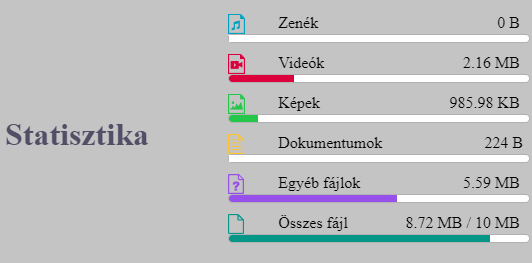 Zenék 0 B
Videók 2.16 MB
Képek 985.98 KB
Statisztika
Dokumentumok 224 B
Egyéb fájlok 5.59 MB
Összes fájl 8.72 MB / 10 MB